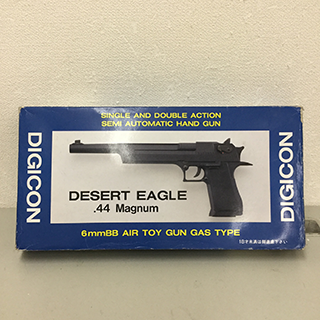 SINGLE AND DOUBLE ACTION
SEMI AUTOMATIC HAND GUN
DIGICON
DESERT EAGLE
.44 Magnum
DIGICON
6mmBB AIR TOY GUN GAS TYPE